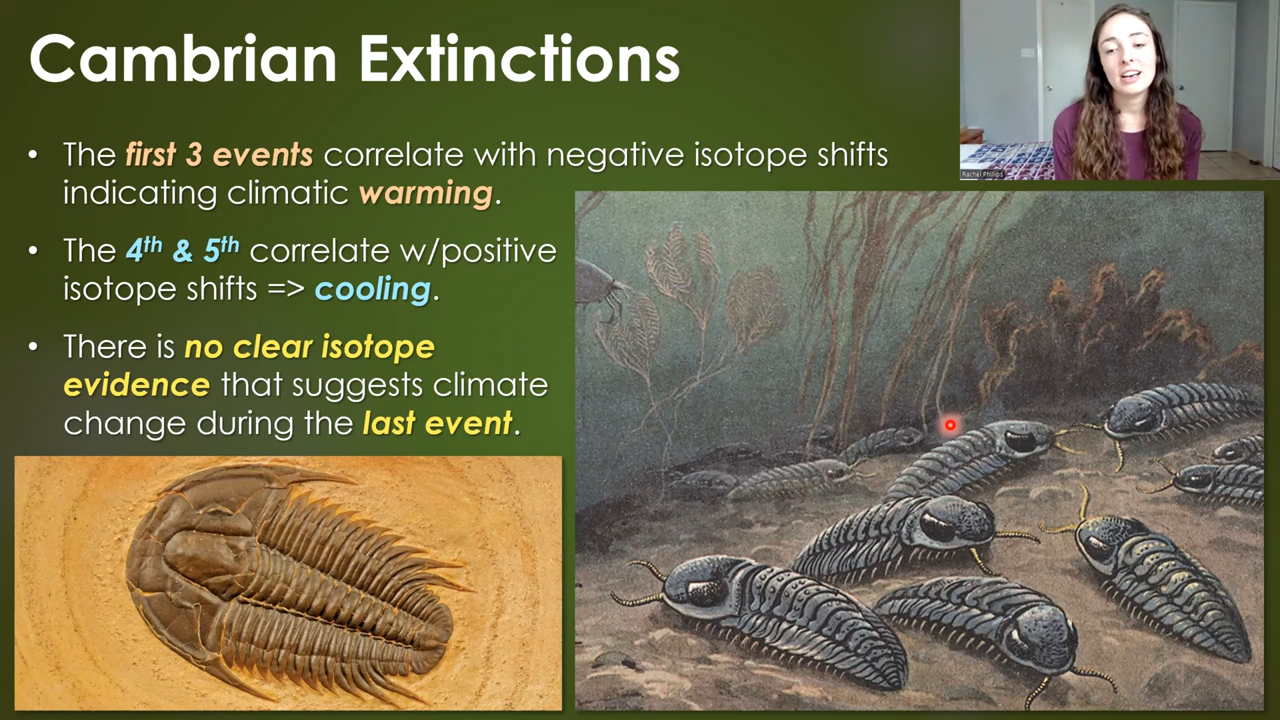 Cambrian Extinctions
• The first 3 events correlate with negative isotope shifts
indicating climatic warming.
• The 4th & 5th correlate w/positive
isotope shifts => cooling.
• There is no clear isotope
evidence that suggests climate
change during the last event.
Rachel Phillips